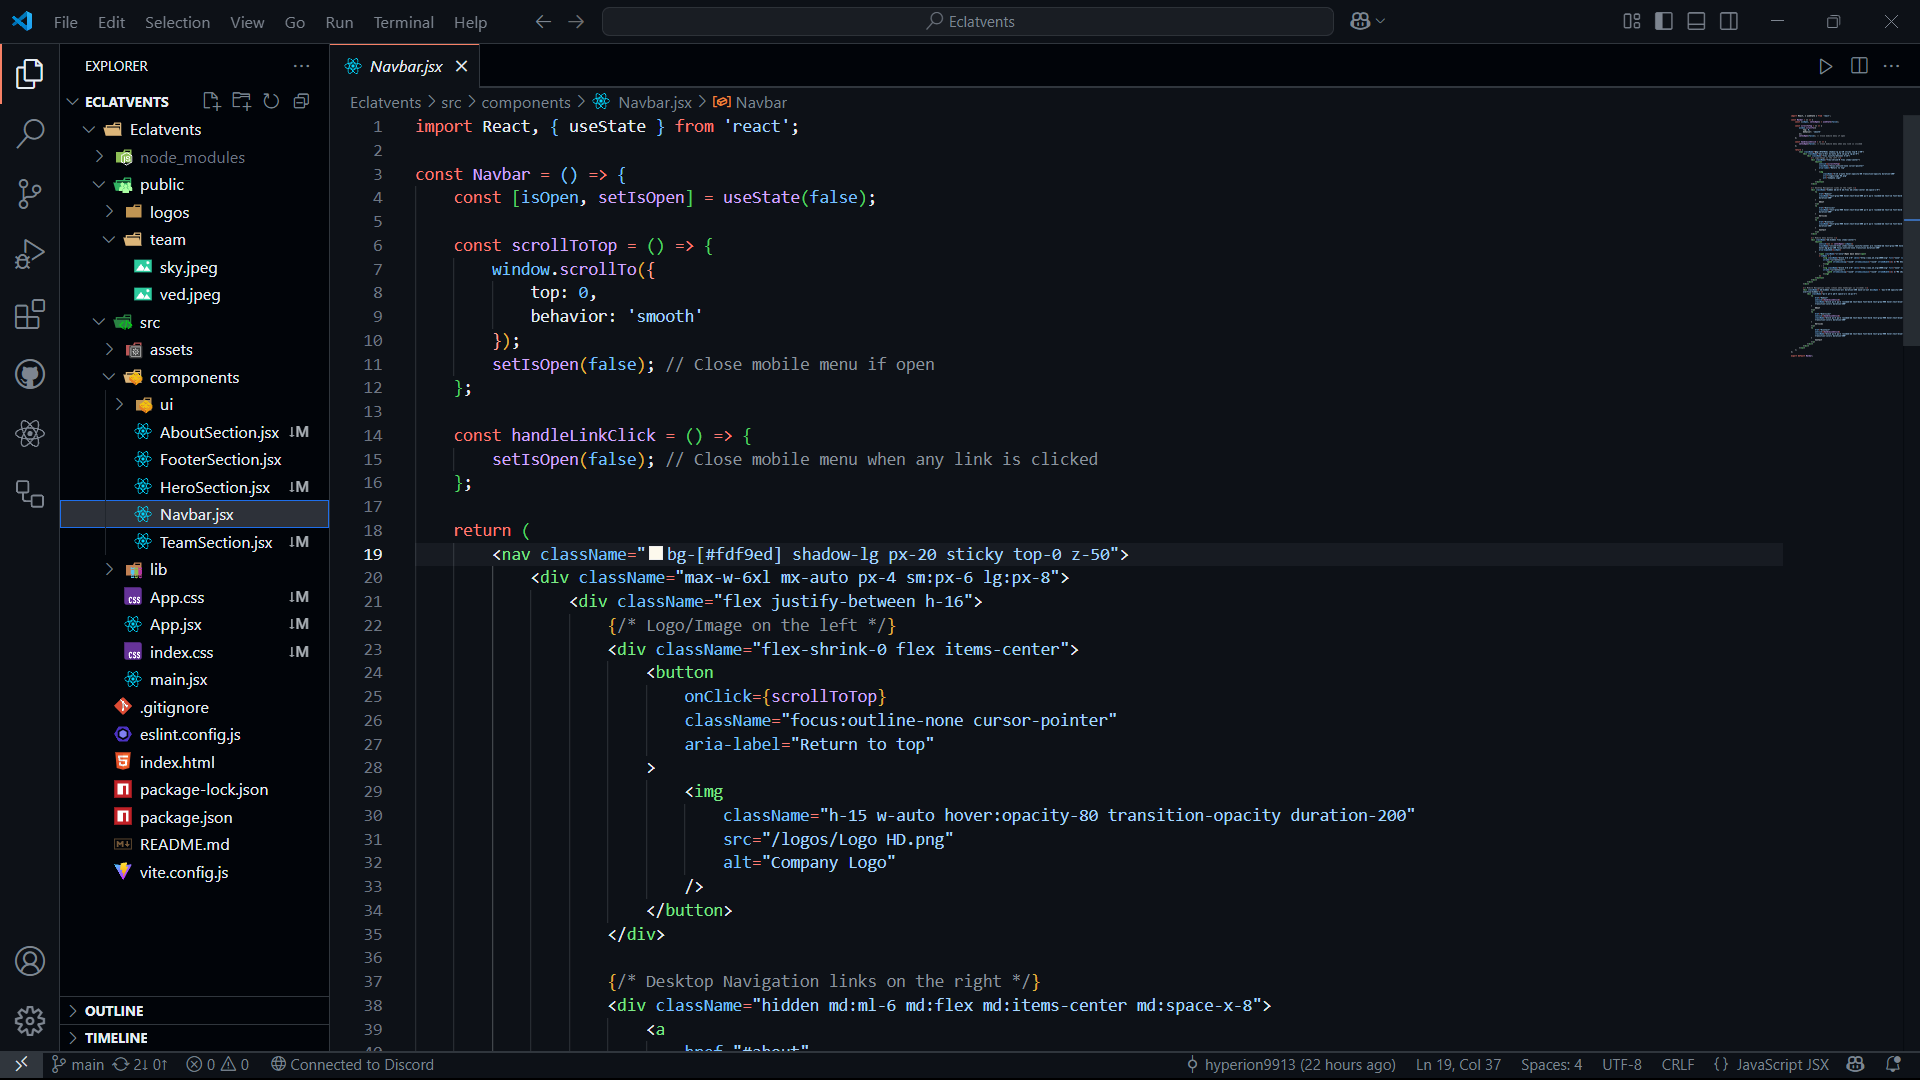 File Edit Selection View Go Run Terminal Help
Eclatvents
EXPLORER
ECLATVENTS
Eclatvents
node_modules
public
logos
team
sky.jpeg
ved.jpeg
src
assets
components
ui
AboutSection.jsx ↓M
FooterSection.jsx
HeroSection.jsx ↓M
Navbar.jsx
TeamSection.jsx ↓M
lib
App.css ↓M
App.jsx ↓M
index.css ↓M
main.jsx
.gitignore
eslint.config.js
index.html
package-lock.json
package.json
README.md
vite.config.js
OUTLINE
TIMELINE
Navbar.jsx
Eclatvents > src > components > Navbar.jsx > Navbar
1 import React, { useState } from 'react';
2
3 const Navbar = () => {
4 const [isOpen, setIsOpen] = useState(false);
5
6 const scrollToTop = () => {
7 window.scrollTo({
8 top: 0,
9 behavior: 'smooth'
10 });
11 setIsOpen(false); // Close mobile menu if open
12 };
13
14 const handleLinkClick = () => {
15 setIsOpen(false); // Close mobile menu when any link is clicked
16 };
17
18 return (
19 <nav className="bg-[#fdf9ed] shadow-lg px-20 sticky top-0 z-50">
20 <div className="max-w-6xl mx-auto px-4 sm:px-6 lg:px-8">
21 <div className="flex justify-between h-16">
22 {/* Logo/Image on the left */}
23 <div className="flex-shrink-0 flex items-center">
24 <button
25 onClick={scrollToTop}
26 className="focus:outline-none cursor-pointer"
27 aria-label="Return to top"
28 >
29 <img
30 className="h-15 w-auto hover:opacity-80 transition-opacity duration-200"
31 src="/logos/Logo HD.png"
32 alt="Company Logo"
33 />
34 </button>
35 </div>
36
37 {/* Desktop Navigation links on the right */}
38 <div className="hidden md:ml-6 md:flex md:items-center md:space-x-8">
39 <a
40 href="#about"
main 2↓ 0↑ 0 0 Connected to Discord
hyperion9913 (22 hours ago) Ln 19, Col 37 Spaces: 4 UTF-8 CRLF {} JavaScript JSX